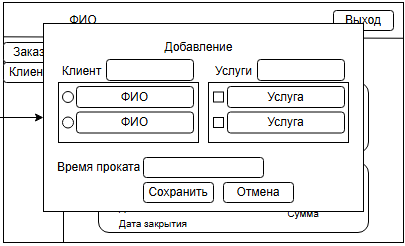 ФИО Выход
Заказ
Клиен
Добавление
Клиент Услуги
ФИО Услуга
ФИО Услуга
Время проката
Сохранить Отмена
Сумма
Дата закрытия